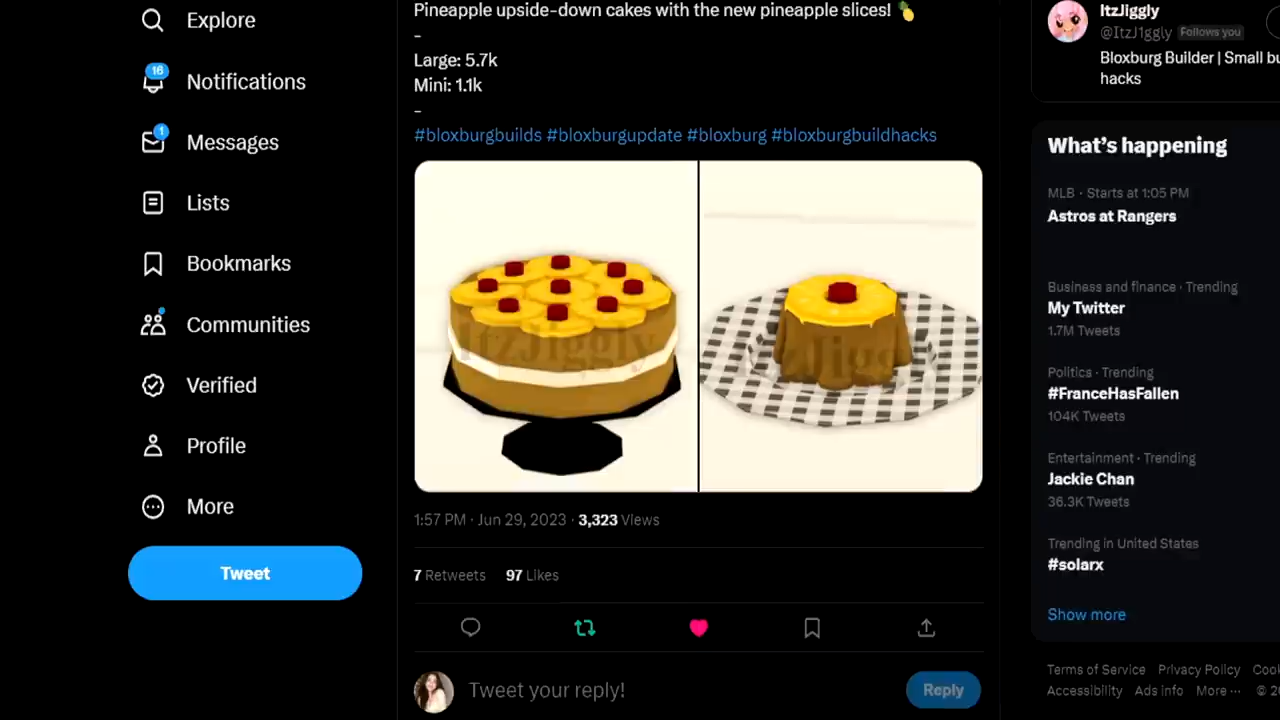 Explore
16
Notifications
1
Messages
Lists
Bookmarks
Communities
Verified
Profile
More
Tweet
Pineapple upside-down cakes with the new pineapple slices! 🍍
-
Large: 5.7k
Mini: 1.1k
-
#bloxburgbuilds #bloxburgupdate #bloxburg #bloxburgbuildhacks
ItzJiggly
ItzJiggly
1:57 PM · Jun 29, 2023 · 3,323 Views
7 Retweets 97 Likes
Tweet your reply!
Reply
ItzJiggly
@ItzJ1ggly Follows you
Bloxburg Builder | Small
hacks
What's happening
MLB · Starts at 1:05 PM
Astros at Rangers
Business and finance · Trending
My Twitter
1.7M Tweets
Politics · Trending
#FranceHasFallen
104K Tweets
Entertainment · Trending
Jackie Chan
36.3K Tweets
Trending in United States
#solarx
Show more
Terms of Service Privacy Policy
Accessibility Ads info More ··· ©